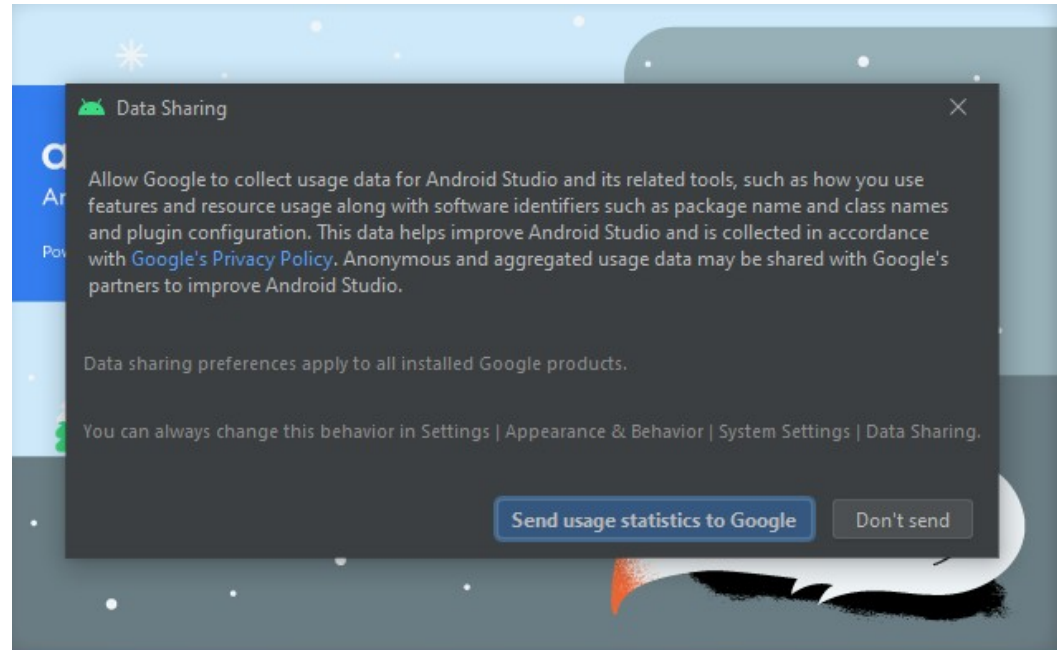 Data Sharing
Allow Google to collect usage data for Android Studio and its related tools, such as how you use
features and resource usage along with software identifiers such as package name and class names
and plugin configuration. This data helps improve Android Studio and is collected in accordance
with Google's Privacy Policy. Anonymous and aggregated usage data may be shared with Google's
partners to improve Android Studio.
Data sharing preferences apply to all installed Google products.
You can always change this behavior in Settings | Appearance & Behavior | System Settings | Data Sharing.
Send usage statistics to Google
Don't send